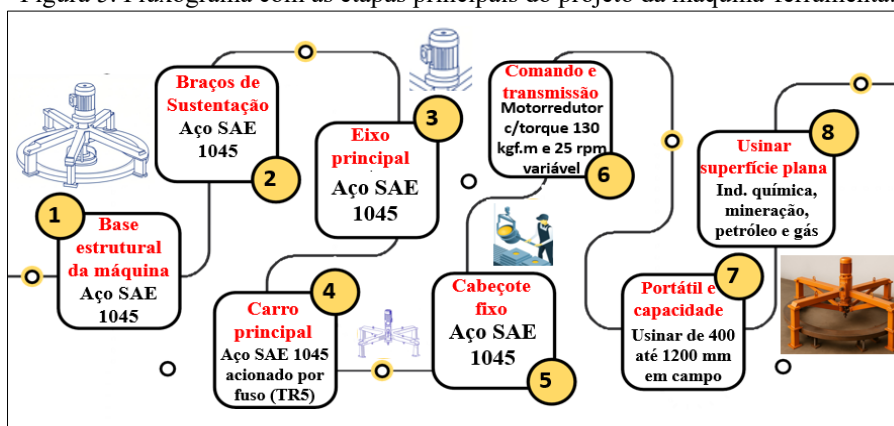 Figura 3: Fluxograma com as etapas principais do projeto da máquina-ferramenta.
1
Base
estrutural
da máquina
Aço SAE
1045
Braços de
Sustentação
Aço SAE
1045
2
3
Eixo
principal
Aço SAE
1045
4
Carro
principal
Aço SAE 1045
acionado por
fuso (TR5)
Cabeçote
fixo
Aço SAE
1045
5
Comando e
transmissão
Motorredutor
c/torque 130
kgf.m e 25 rpm
variável
6
7
Portátil e
capacidade
Usinar de 400
até 1200 mm
em campo
8
Usinar
superfície plana
Ind. química,
mineração,
petróleo e gás